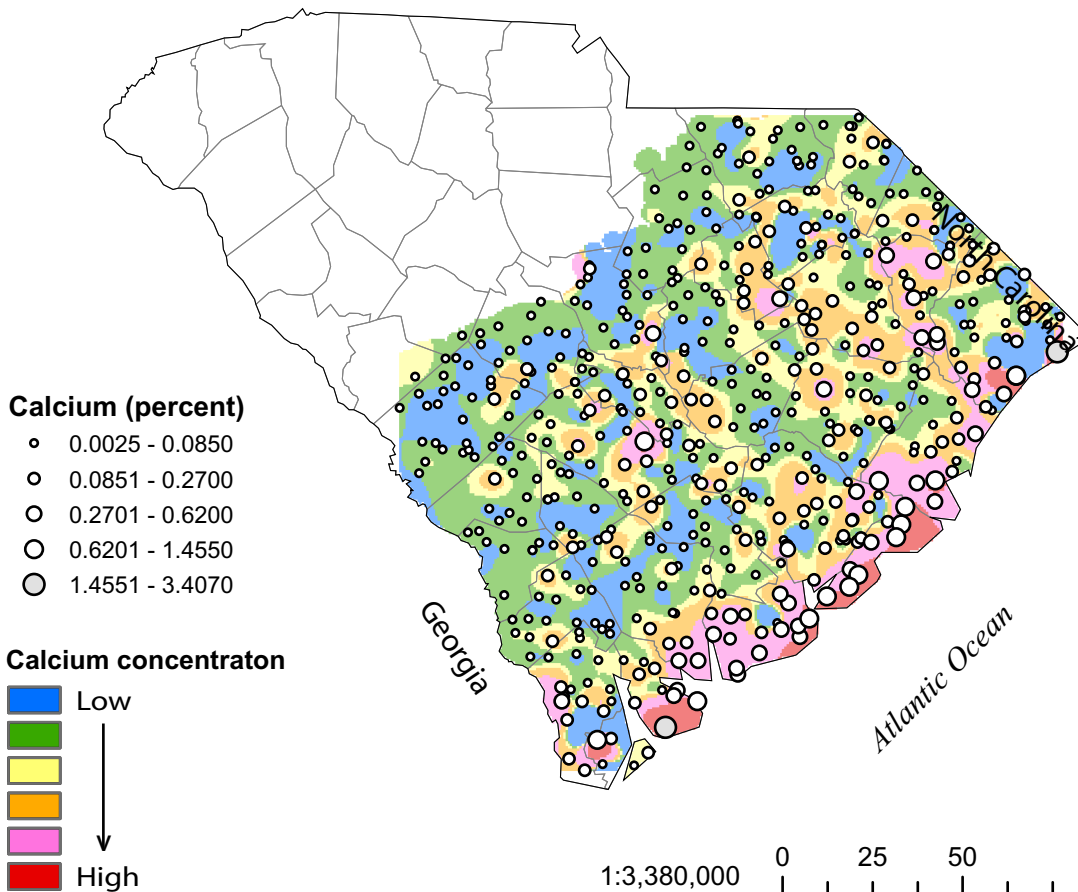 North Carolina
Calcium (percent)
0.0025 - 0.0850
0.0851 - 0.2700
0.2701 - 0.6200
0.6201 - 1.4550
1.4551 - 3.4070
Georgia
Atlantic Ocean
Calcium concentraton
Low
High
1:3,380,000
0 25 50